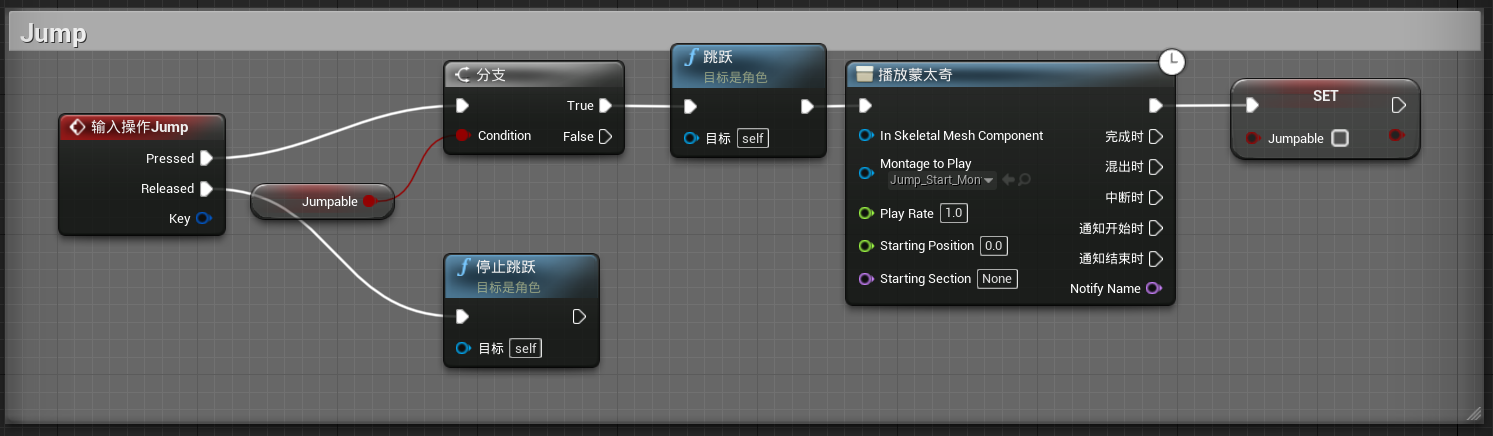 Jump
输入操作Jump
Pressed
Released
Key
Jumpable
分支
True
Condition
False
停止跳跃
目标是角色
目标 self
跳跃
目标是角色
目标 self
播放蒙太奇
In Skeletal Mesh Component
完成时
Montage to Play
Jump_Start_Mon
混出时
中断时
Play Rate 1.0
通知开始时
Starting Position 0.0
通知结束时
Starting Section None
Notify Name
SET
Jumpable